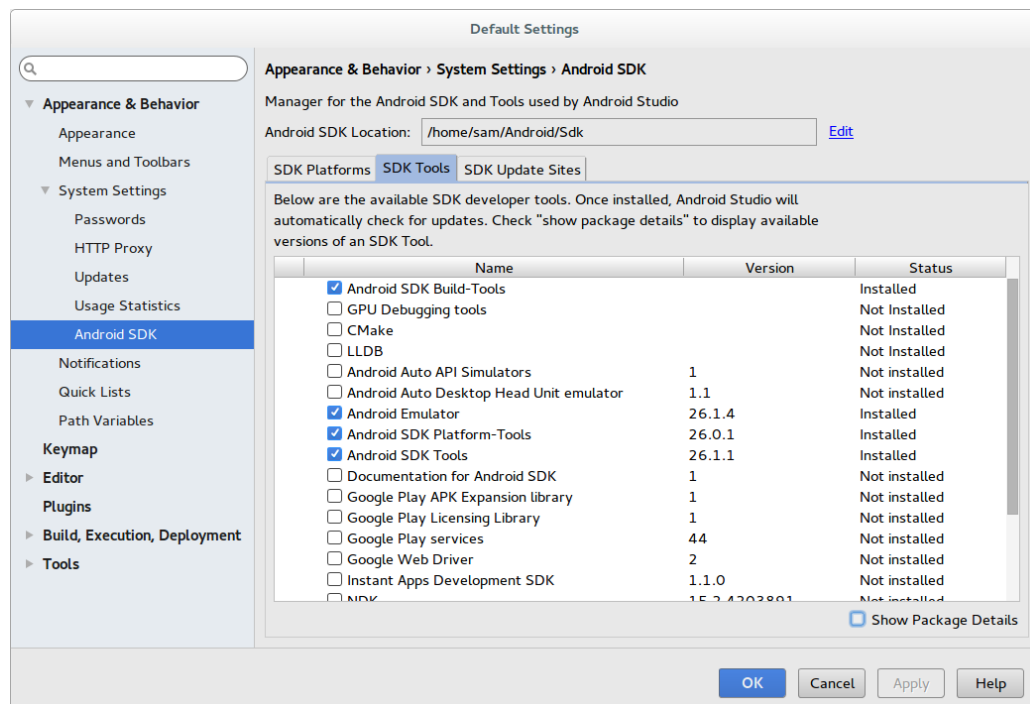 Default Settings
Appearance & Behavior › System Settings › Android SDK
Manager for the Android SDK and Tools used by Android Studio
Android SDK Location: /home/sam/Android/Sdk Edit
Appearance & Behavior
Appearance
Menus and Toolbars
System Settings
Passwords
HTTP Proxy
Updates
Usage Statistics
Android SDK
Notifications
Quick Lists
Path Variables
Keymap
Editor
Plugins
Build, Execution, Deployment
Tools
SDK Platforms SDK Tools SDK Update Sites
Below are the available SDK developer tools. Once installed, Android Studio will
automatically check for updates. Check "show package details" to display available
versions of an SDK Tool.
Name Version Status
Android SDK Build-Tools Installed
GPU Debugging tools Not Installed
CMake Not Installed
LLDB Not Installed
Android Auto API Simulators 1 Not installed
Android Auto Desktop Head Unit emulator 1.1 Not installed
Android Emulator 26.1.4 Installed
Android SDK Platform-Tools 26.0.1 Installed
Android SDK Tools 26.1.1 Installed
Documentation for Android SDK 1 Not installed
Google Play APK Expansion library 1 Not installed
Google Play Licensing Library 1 Not installed
Google Play services 44 Not installed
Google Web Driver 2 Not installed
Instant Apps Development SDK 1.1.0 Not installed
NDK 15.2.4203891 Not installed
Show Package Details
OK Cancel Apply Help